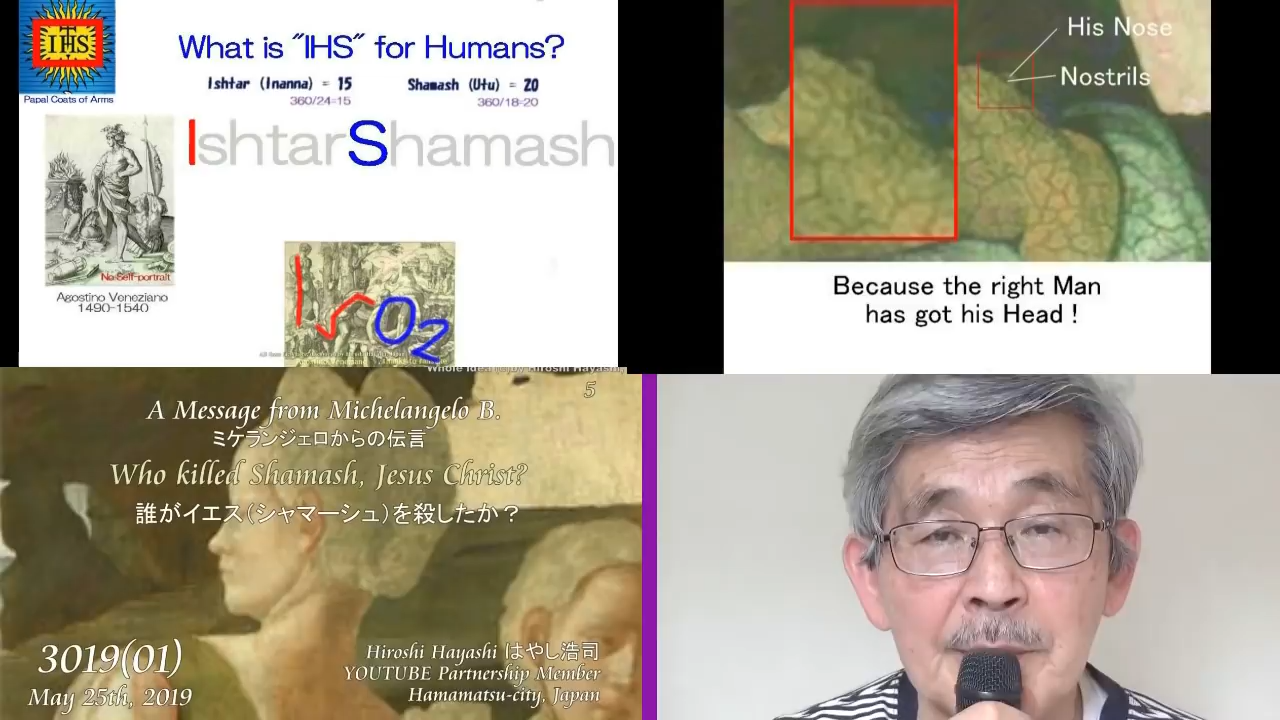 IHS
Papal Coats of Arms
What is "IHS" for Humans?
Ishtar (Inanna) = 15
360/24=15
Shamash (Utu) = 20
360/18=20
IshtarShamash
No Self-portrait
Agostino Veneziano
1490-1540
I
O2
Whole Idea by Hiroshi Hayashi
His Nose
Nostrils
Because the right Man
has got his Head !
5
A Message from Michelangelo B.
ミケランジェロからの伝言
Who killed Shamash, Jesus Christ?
誰がイエス(シャマーシュ)を殺したか?
3019(01)
May 25th, 2019
Hiroshi Hayashi はやし浩司
YOUTUBE Partnership Member
Hamamatsu-city, Japan